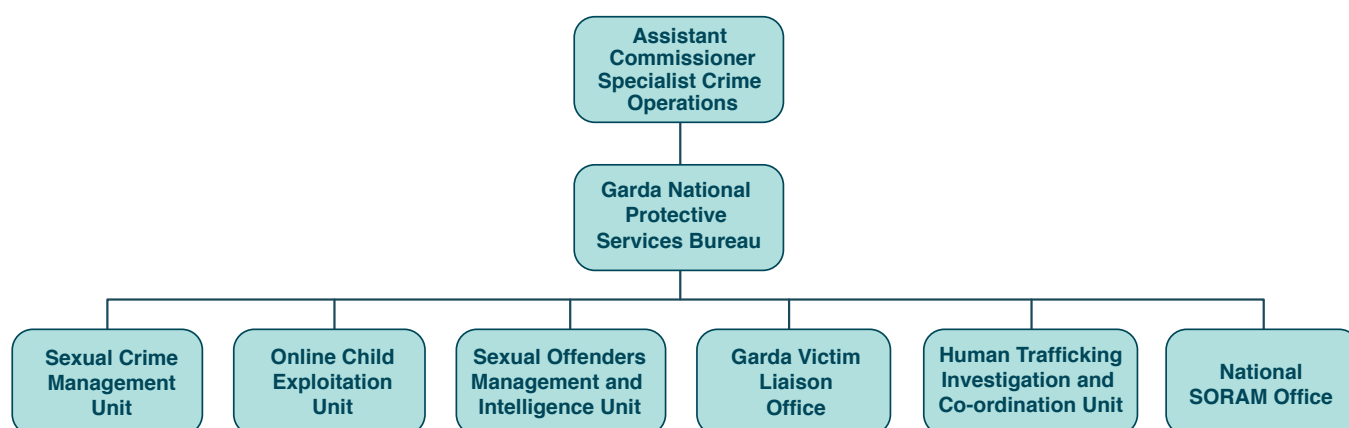 Assistant
Commissioner
Specialist Crime
Operations
Garda National
Protective
Services Bureau
Sexual Crime
Management
Unit
Online Child
Exploitation
Unit
Sexual Offenders
Management and
Intelligence Unit
Garda Victim
Liaison
Office
Human Trafficking
Investigation and
Co-ordination Unit
National
SORAM Office